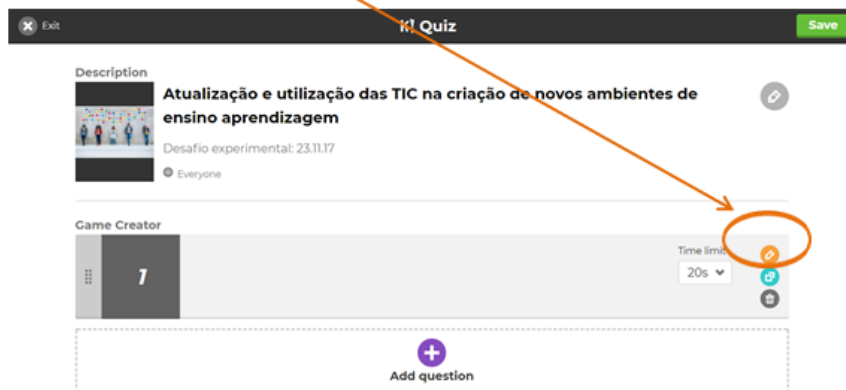 Exit
K! Quiz
Save
Description
Atualização e utilização das TIC na criação de novos ambientes de
ensino aprendizagem
Desafio experimental: 23.11.17
Everyone
Game Creator
1
Time limit
20s
Add question